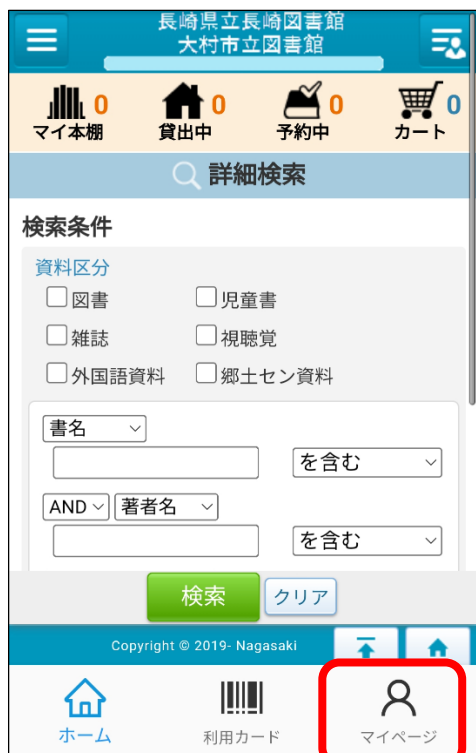 長崎県立長崎図書館
大村市立図書館
0 0 0 0
マイ本棚 貸出中 予約中 カート
詳細検索
検索条件
資料区分
図書 児童書
雑誌 視聴覚
外国語資料 郷土セン資料
書名
を含む
AND 著者名
を含む
検索 クリア
Copyright © 2019- Nagasaki
ホーム 利用カード マイページ